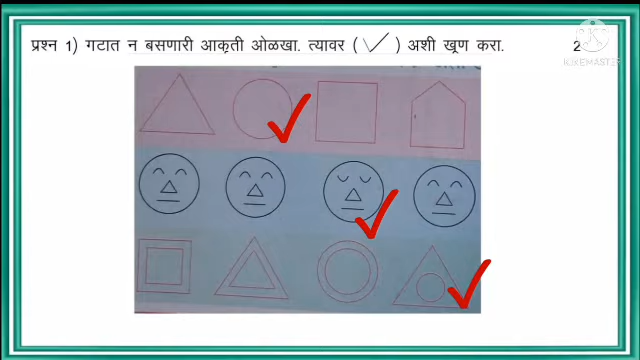 प्रश्न 1) गटात न बसणारी आकृती ओळखा. त्यावर ( ✓ ) अशी खूण करा.
2
KINEMASTER